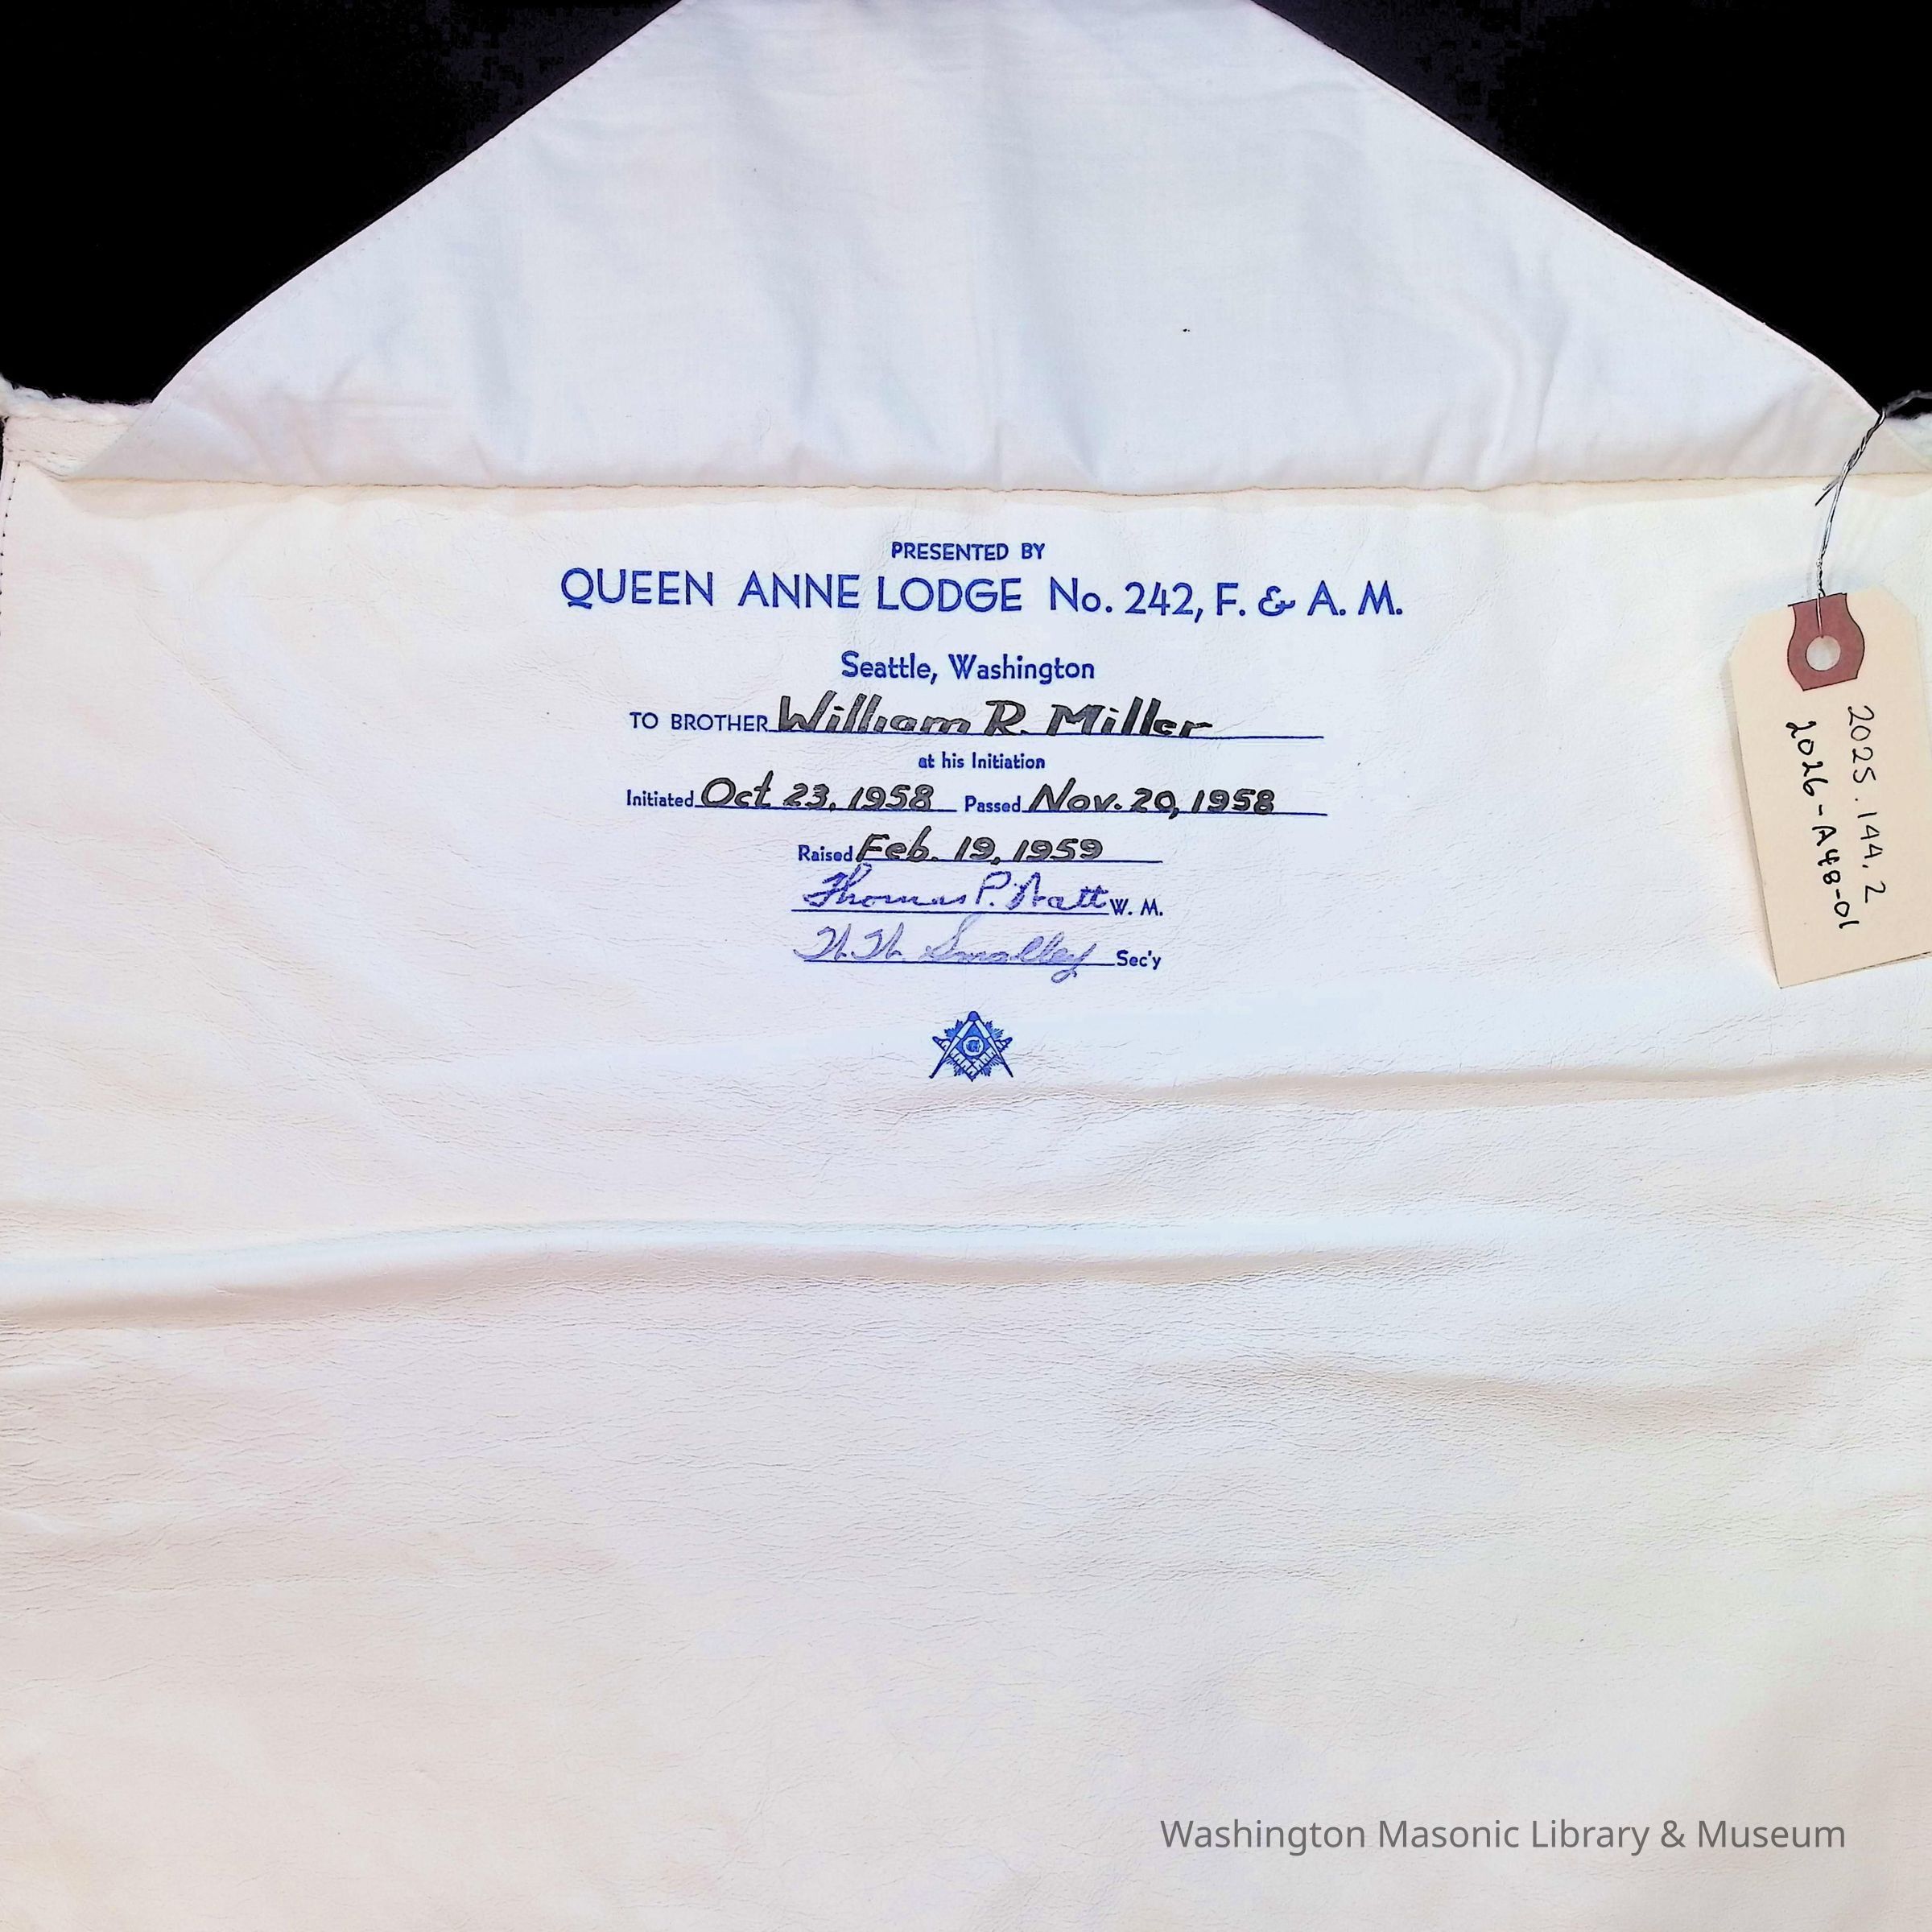 PRESENTED BY
QUEEN ANNE LODGE No. 242, F. & A. M.
Seattle, Washington
TO BROTHER William R. Miller
at his Initiation
Initiated Oct 23, 1958 Passed Nov. 20, 1958
Raised Feb. 19, 1959
Thomas P. W. M.
Smalley Sec'y
G
2025.144.2
2026-A48-01
Washington Masonic Library & Museum